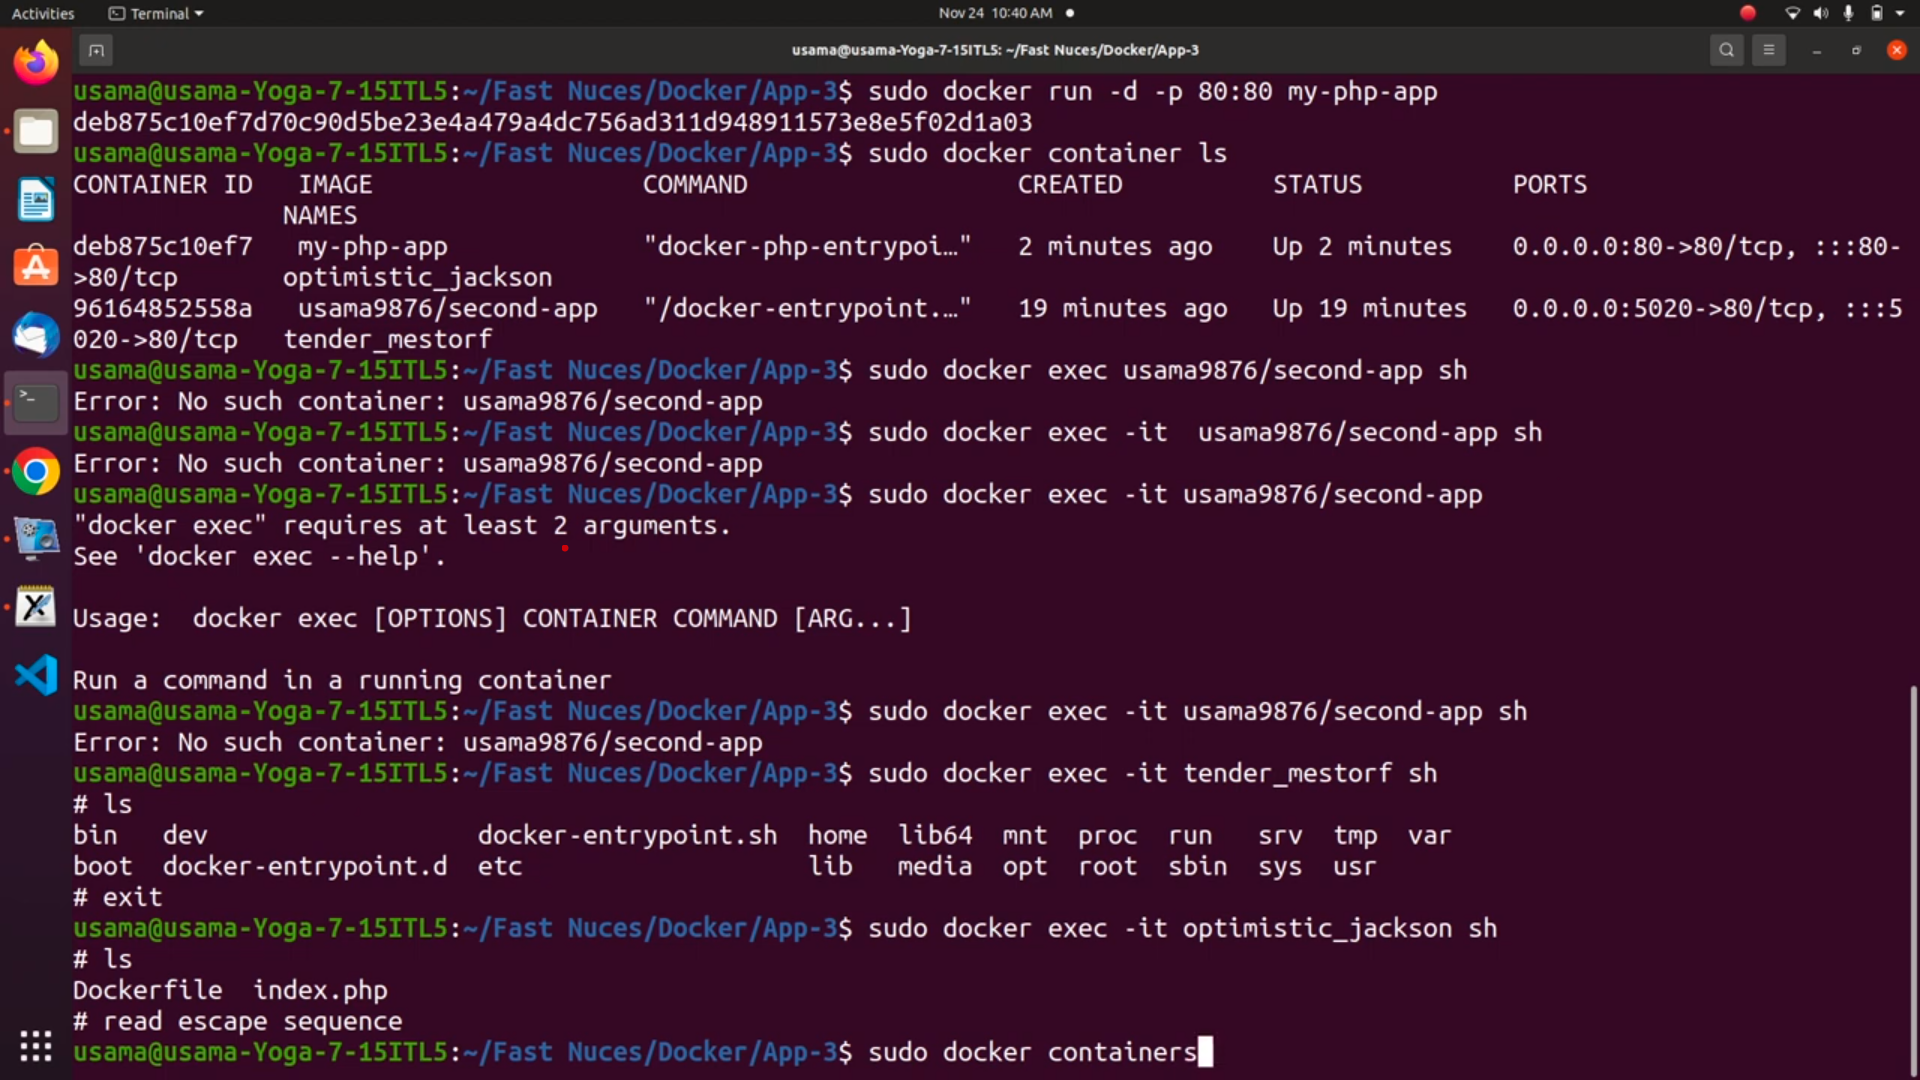 Activities Terminal Nov 24 10:40 AM
usama@usama-Yoga-7-15ITL5: ~/Fast Nuces/Docker/App-3
usama@usama-Yoga-7-15ITL5:~/Fast Nuces/Docker/App-3$ sudo docker run -d -p 80:80 my-php-app
deb875c10ef7d70c90d5be23e4a479a4dc756ad311d948911573e8e5f02d1a03
usama@usama-Yoga-7-15ITL5:~/Fast Nuces/Docker/App-3$ sudo docker container ls
CONTAINER ID   IMAGE                  COMMAND                  CREATED          STATUS          PORTS
              NAMES
deb875c10ef7   my-php-app             "docker-php-entrypoi…"   2 minutes ago    Up 2 minutes    0.0.0.0:80->80/tcp, :::80-
>80/tcp       optimistic_jackson
96164852558a   usama9876/second-app   "/docker-entrypoint.…"   19 minutes ago   Up 19 minutes   0.0.0.0:5020->80/tcp, :::5
020->80/tcp   tender_mestorf
usama@usama-Yoga-7-15ITL5:~/Fast Nuces/Docker/App-3$ sudo docker exec usama9876/second-app sh
Error: No such container: usama9876/second-app
usama@usama-Yoga-7-15ITL5:~/Fast Nuces/Docker/App-3$ sudo docker exec -it  usama9876/second-app sh
Error: No such container: usama9876/second-app
usama@usama-Yoga-7-15ITL5:~/Fast Nuces/Docker/App-3$ sudo docker exec -it usama9876/second-app
"docker exec" requires at least 2 arguments.
See 'docker exec --help'.
Usage:  docker exec [OPTIONS] CONTAINER COMMAND [ARG...]
Run a command in a running container
usama@usama-Yoga-7-15ITL5:~/Fast Nuces/Docker/App-3$ sudo docker exec -it usama9876/second-app sh
Error: No such container: usama9876/second-app
usama@usama-Yoga-7-15ITL5:~/Fast Nuces/Docker/App-3$ sudo docker exec -it tender_mestorf sh
# ls
bin   dev                  docker-entrypoint.sh  home  lib64  mnt  proc  run   srv  tmp  var
boot  docker-entrypoint.d  etc                   lib   media  opt  root  sbin  sys  usr
# exit
usama@usama-Yoga-7-15ITL5:~/Fast Nuces/Docker/App-3$ sudo docker exec -it optimistic_jackson sh
# ls
Dockerfile  index.php
# read escape sequence
usama@usama-Yoga-7-15ITL5:~/Fast Nuces/Docker/App-3$ sudo docker containers